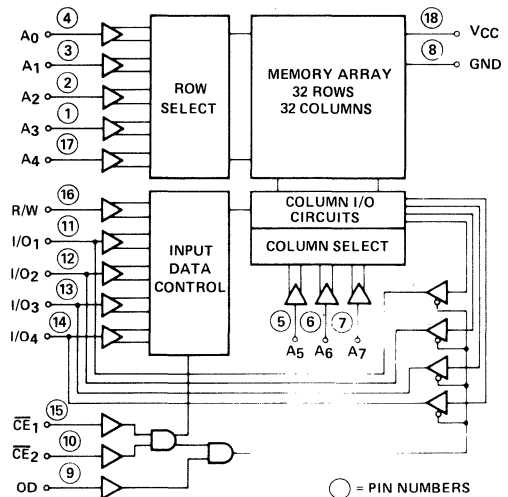 A0 4
A1 3
A2 2
A3 1
A4 17
ROW
SELECT
MEMORY ARRAY
32 ROWS
32 COLUMNS
18 VCC
8 GND
R/W 16
I/O1 11
I/O2 12
I/O3 13
I/O4 14
INPUT
DATA
CONTROL
COLUMN I/O
CIRCUITS
COLUMN SELECT
5 6 7
A5 A6 A7
C̅E̅1 15
C̅E̅2 10
OD 9
= PIN NUMBERS